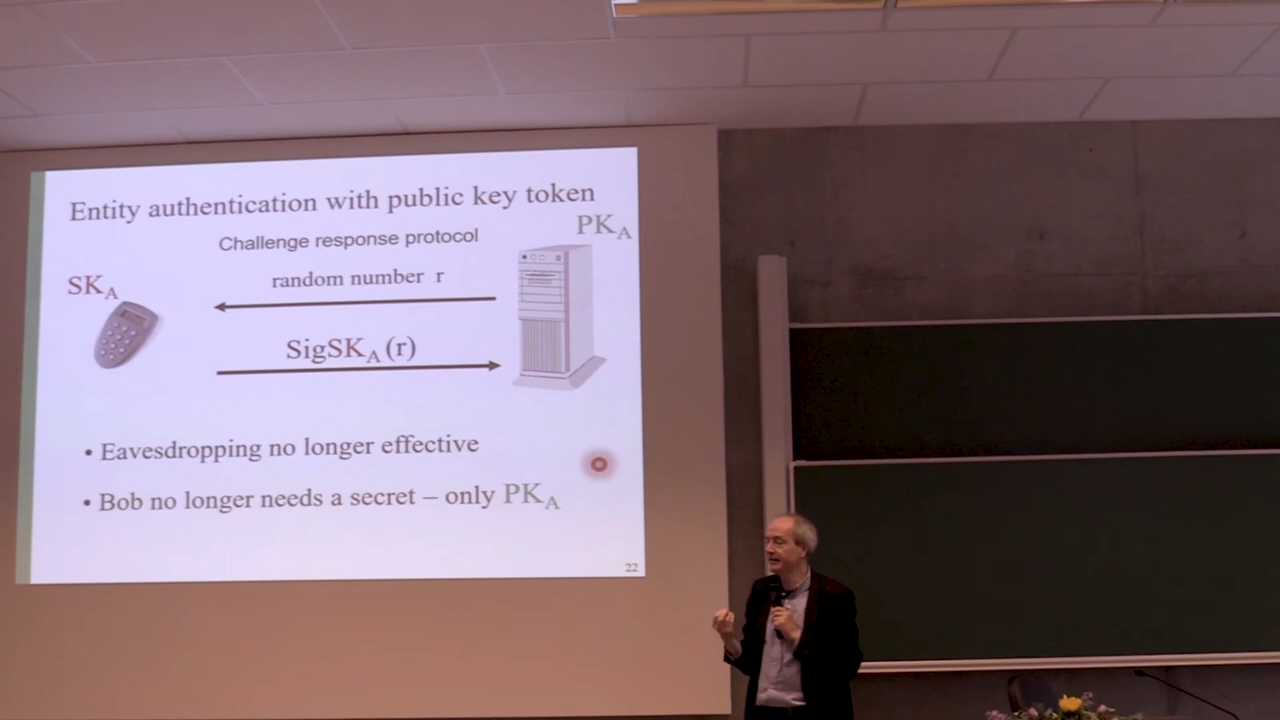 Entity authentication with public key token
Challenge response protocol
PKA
SKA
random number r
SigSKA(r)
• Eavesdropping no longer effective
• Bob no longer needs a secret – only PKA
22